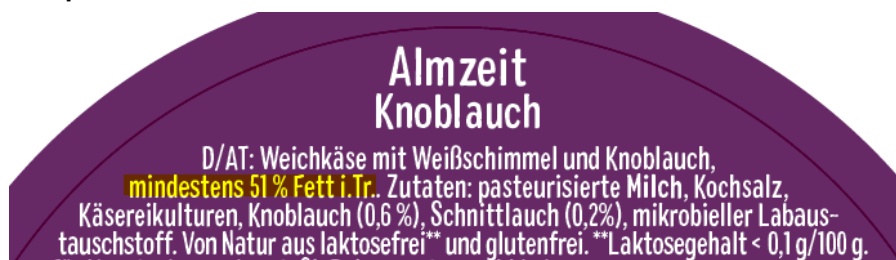 Almzeit
Knoblauch
D/AT: Weichkäse mit Weißschimmel und Knoblauch,
mindestens 51 % Fett i.Tr.. Zutaten: pasteurisierte Milch, Kochsalz,
Käsereikulturen, Knoblauch (0,6 %), Schnittlauch (0,2%), mikrobieller Labaus-
tauschstoff. Von Natur aus laktosefrei** und glutenfrei. **Laktosegehalt < 0,1 g/100 g.